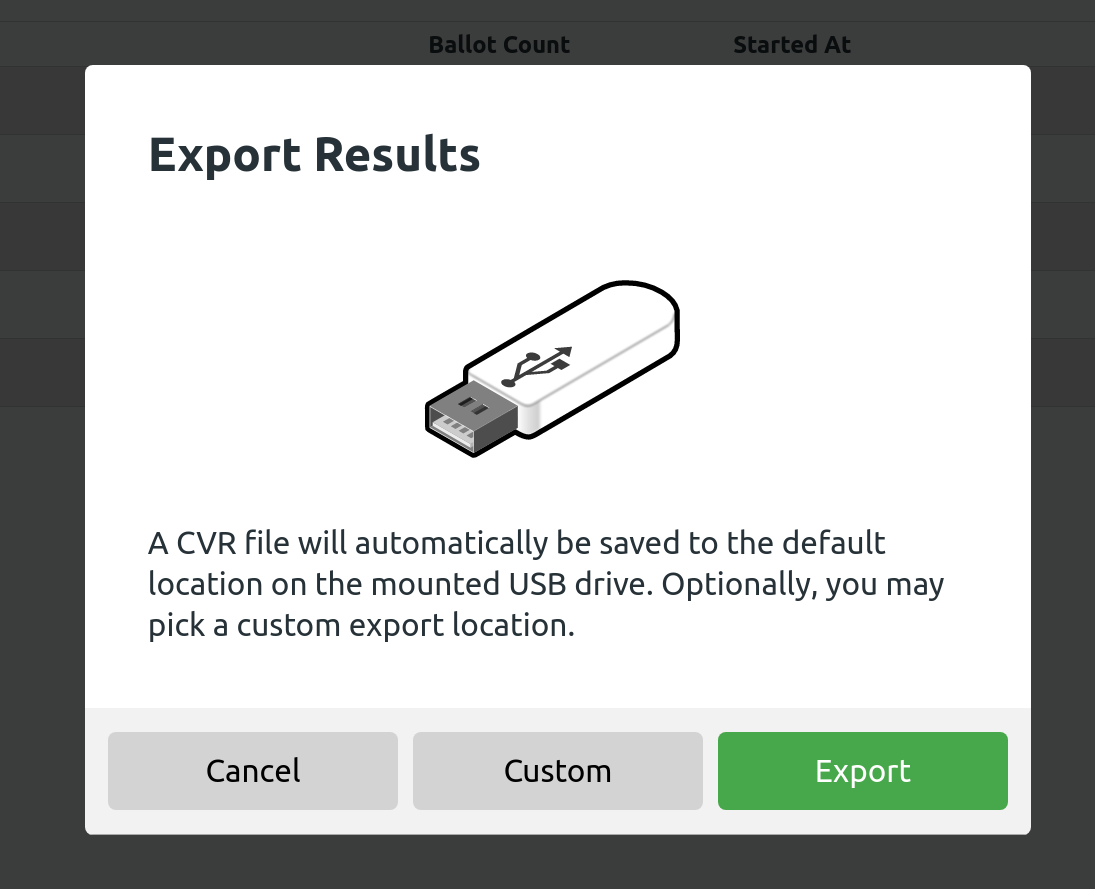 Ballot Count Started At
Export Results
A CVR file will automatically be saved to the default
location on the mounted USB drive. Optionally, you may
pick a custom export location.
Cancel Custom Export